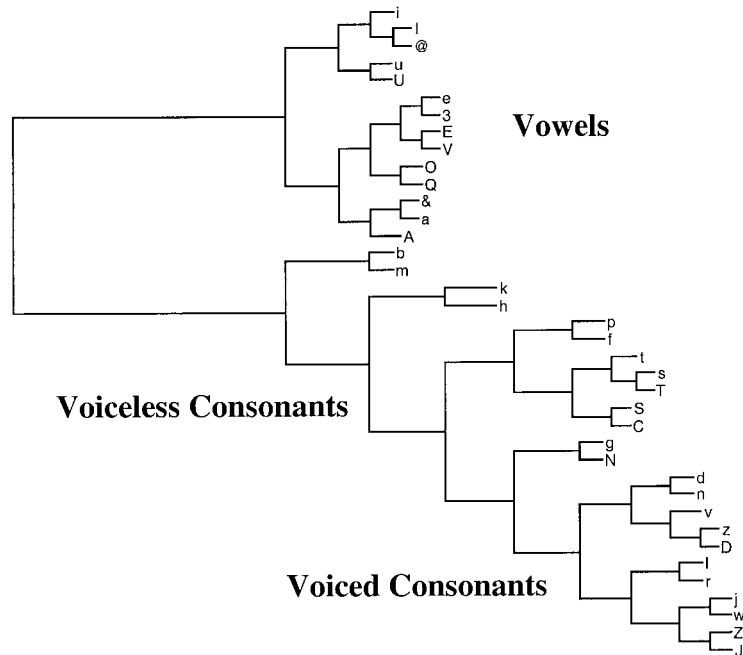 i
I
@
u
U
e
3
E
V
O
Q
&
a
A
Vowels
b
m
k
h
p
f
t
s
T
S
C
Voiceless Consonants
g
N
d
n
v
z
D
l
r
j
w
Z
J
Voiced Consonants